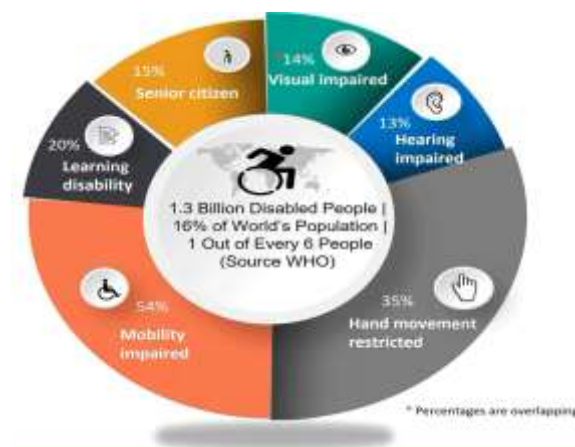 15%
Senior citizen
*14%
Visual impaired
13%
Hearing
impaired
20%
Learning
disability
1.3 Billion Disabled People |
16% of World's Population |
1 Out of Every 6 People
(Source WHO)
54%
Mobility
impaired
35%
Hand movement
restricted
* Percentages are overlapping